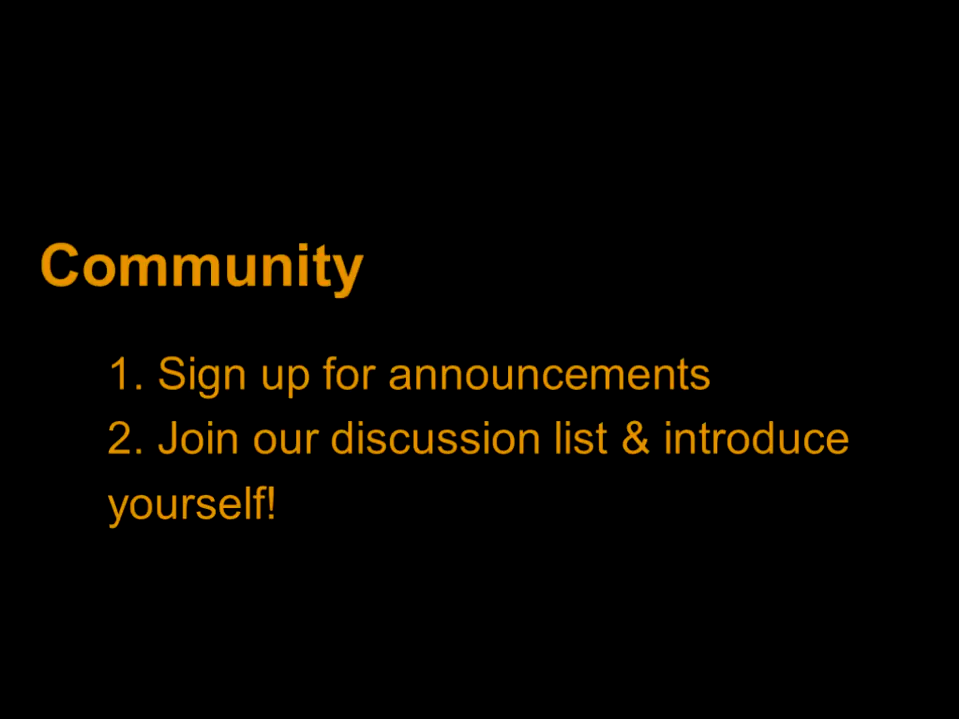 Community
1. Sign up for announcements
2. Join our discussion list & introduce
yourself!